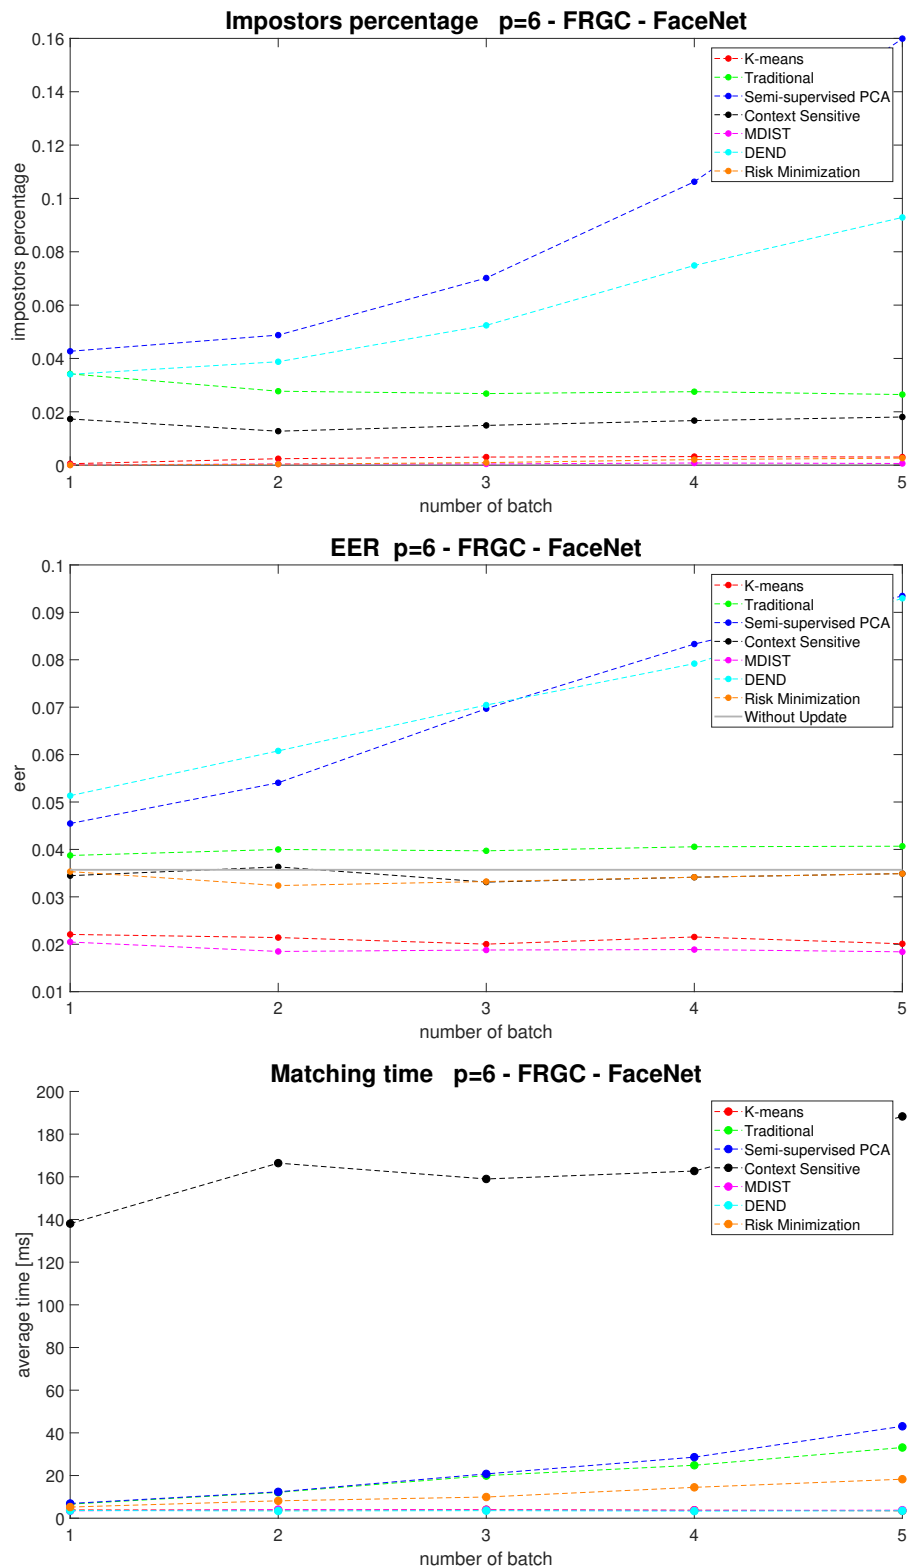 Impostors percentage p=6 - FRGC - FaceNet
0.16
0.14
0.12
0.1
0.08
0.06
0.04
0.02
0
impostors percentage
K-means
Traditional
Semi-supervised PCA
Context Sensitive
MDIST
DEND
Risk Minimization
1 2 3 4 5
number of batch
EER p=6 - FRGC - FaceNet
0.1
0.09
0.08
0.07
0.06
0.05
0.04
0.03
0.02
0.01
eer
K-means
Traditional
Semi-supervised PCA
Context Sensitive
MDIST
DEND
Risk Minimization
Without Update
1 2 3 4 5
number of batch
Matching time p=6 - FRGC - FaceNet
200
180
160
140
120
100
80
60
40
20
0
average time [ms]
K-means
Traditional
Semi-supervised PCA
Context Sensitive
MDIST
DEND
Risk Minimization
1 2 3 4 5
number of batch